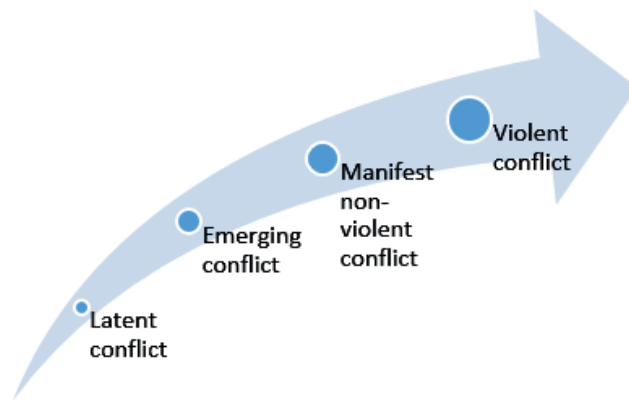 Latent
conflict
Emerging
conflict
Manifest
non-
violent
conflict
Violent
conflict